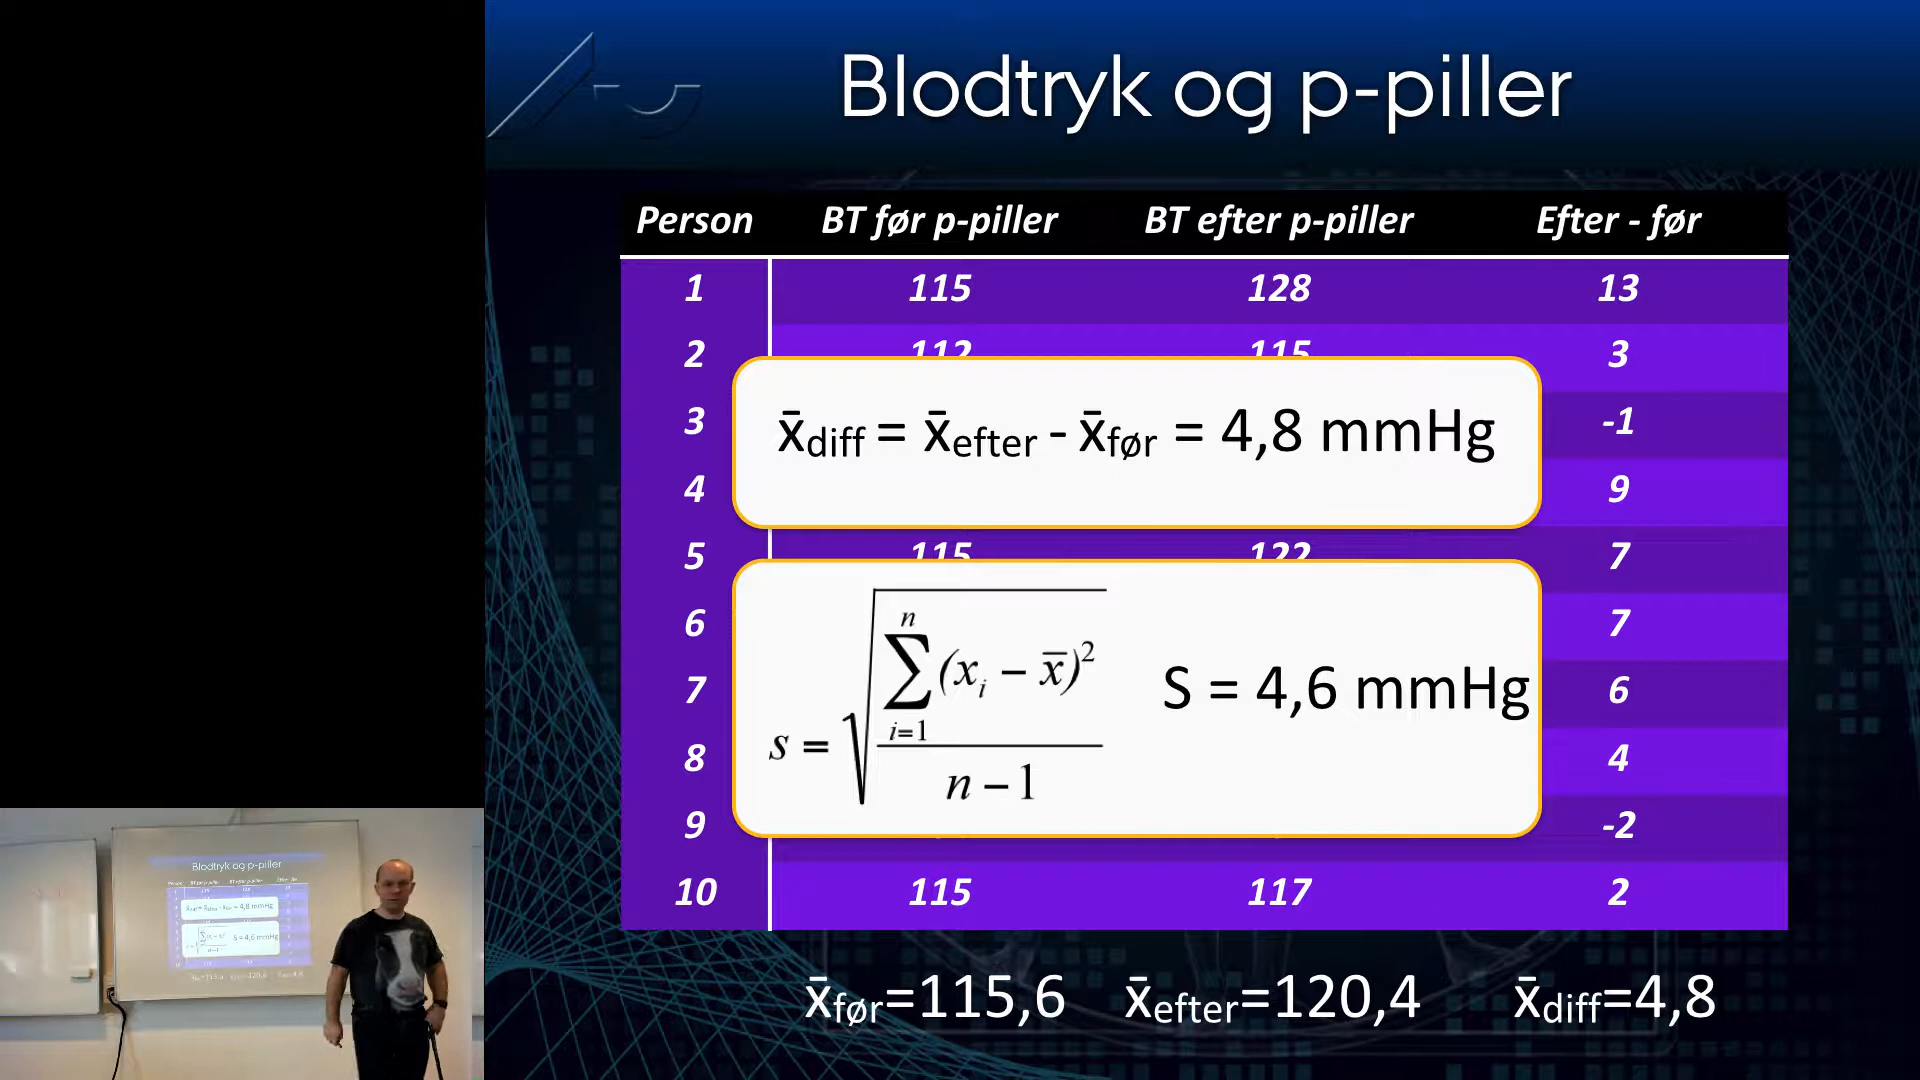 Blodtryk og p-piller
Person BT før p-piller BT efter p-piller Efter - før
1 115 128 13
2 112 115 3
3 -1
4 9
5 115 122 7
6 7
7 6
8 4
9 -2
10 115 117 2
x̄diff = x̄efter - x̄før = 4,8 mmHg
s = √(∑ⁿᵢ₌₁(xᵢ − x̄)² / n − 1) S = 4,6 mmHg
x̄før=115,6 x̄efter=120,4 x̄diff=4,8